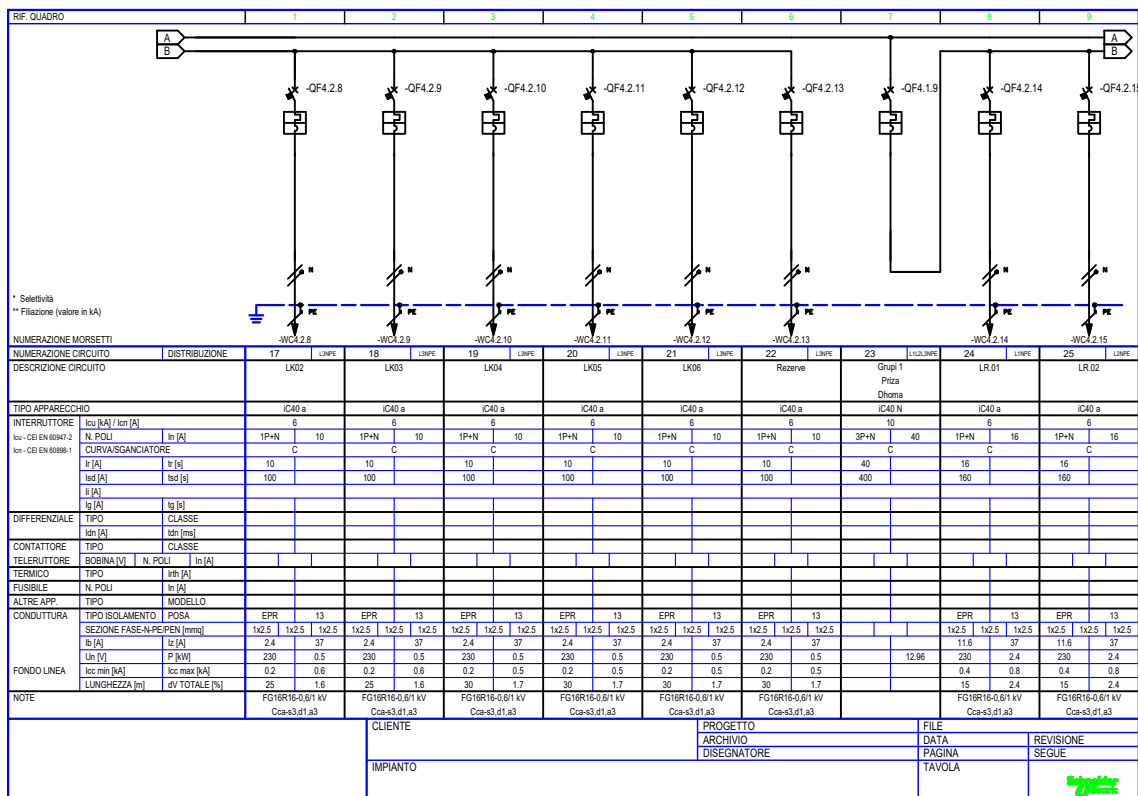 RIF. QUADRO 1 2 3 4 5 6 7 8 9
A A
B B
-QF4.2.8 -QF4.2.9 -QF4.2.10 -QF4.2.11 -QF4.2.12 -QF4.2.13 -QF4.1.9 -QF4.2.14 -QF4.2.15
N N N N N N N N
* Selettività
** Filiazione (valore in kA)
PE PE PE PE PE PE PE PE
NUMERAZIONE MORSETTI -WC4.2.8 -WC4.2.9 -WC4.2.10 -WC4.2.11 -WC4.2.12 -WC4.2.13 -WC4.2.14 -WC4.2.15
NUMERAZIONE CIRCUITO DISTRIBUZIONE 17 L3NPE 18 L3NPE 19 L3NPE 20 L3NPE 21 L3NPE 22 L3NPE 23 L1L2L3NPE 24 L1NPE 25 L2NPE
DESCRIZIONE CIRCUITO LK02 LK03 LK04 LK05 LK06 Rezerve Grupi 1 LR.01 LR.02
Priza
Dhoma
TIPO APPARECCHIO iC40 a iC40 a iC40 a iC40 a iC40 a iC40 a iC40 N iC40 a iC40 a
INTERRUTTORE Icu [kA] / Icn [A] 6 6 6 6 6 6 10 6 6
Icu - CEI EN 60947-2 N. POLI In [A] 1P+N 10 1P+N 10 1P+N 10 1P+N 10 1P+N 10 1P+N 10 3P+N 40 1P+N 16 1P+N 16
Icn - CEI EN 60898-1 CURVA/SGANCIATORE C C C C C C C C C
Ir [A] tr [s] 10 10 10 10 10 10 40 16 16
Isd [A] tsd [s] 100 100 100 100 100 100 400 160 160
Ii [A]
Ig [A] tg [s]
DIFFERENZIALE TIPO CLASSE
Idn [A] tdn [ms]
CONTATTORE TIPO CLASSE
TELERUTTORE BOBINA [V] N. POLI In [A]
TERMICO TIPO Irth [A]
FUSIBILE N. POLI In [A]
ALTRE APP. TIPO MODELLO
CONDUTTURA TIPO ISOLAMENTO POSA EPR 13 EPR 13 EPR 13 EPR 13 EPR 13 EPR 13 EPR 13 EPR 13
SEZIONE FASE-N-PE/PEN [mmq] 1x2.5 1x2.5 1x2.5 1x2.5 1x2.5 1x2.5 1x2.5 1x2.5 1x2.5 1x2.5 1x2.5 1x2.5 1x2.5 1x2.5 1x2.5 1x2.5 1x2.5 1x2.5 1x2.5 1x2.5 1x2.5 1x2.5 1x2.5 1x2.5
Ib [A] Iz [A] 2.4 37 2.4 37 2.4 37 2.4 37 2.4 37 2.4 37 11.6 37 11.6 37
Un [V] P [kW] 230 0.5 230 0.5 230 0.5 230 0.5 230 0.5 230 0.5 12.96 230 2.4 230 2.4
FONDO LINEA Icc min [kA] Icc max [kA] 0.2 0.6 0.2 0.6 0.2 0.5 0.2 0.5 0.2 0.5 0.2 0.5 0.4 0.8 0.4 0.8
LUNGHEZZA [m] dV TOTALE [%] 25 1.6 25 1.6 30 1.7 30 1.7 30 1.7 30 1.7 15 2.4 15 2.4
NOTE FG16R16-0,6/1 kV FG16R16-0,6/1 kV FG16R16-0,6/1 kV FG16R16-0,6/1 kV FG16R16-0,6/1 kV FG16R16-0,6/1 kV FG16R16-0,6/1 kV FG16R16-0,6/1 kV
Cca-s3,d1,a3 Cca-s3,d1,a3 Cca-s3,d1,a3 Cca-s3,d1,a3 Cca-s3,d1,a3 Cca-s3,d1,a3 Cca-s3,d1,a3 Cca-s3,d1,a3
CLIENTE PROGETTO FILE
ARCHIVIO DATA REVISIONE
DISEGNATORE PAGINA SEGUE
IMPIANTO TAVOLA
Schneider
Electric